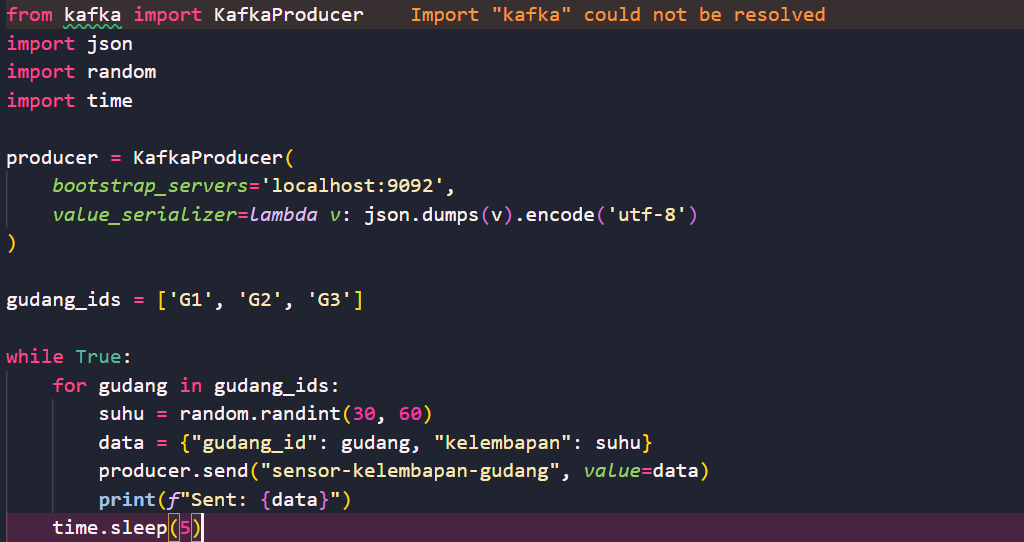 from kafka import KafkaProducer    Import "kafka" could not be resolved
import json
import random
import time

producer = KafkaProducer(
    bootstrap_servers='localhost:9092',
    value_serializer=lambda v: json.dumps(v).encode('utf-8')
)

gudang_ids = ['G1', 'G2', 'G3']

while True:
    for gudang in gudang_ids:
        suhu = random.randint(30, 60)
        data = {"gudang_id": gudang, "kelembapan": suhu}
        producer.send("sensor-kelembapan-gudang", value=data)
        print(f"Sent: {data}")
    time.sleep(5)